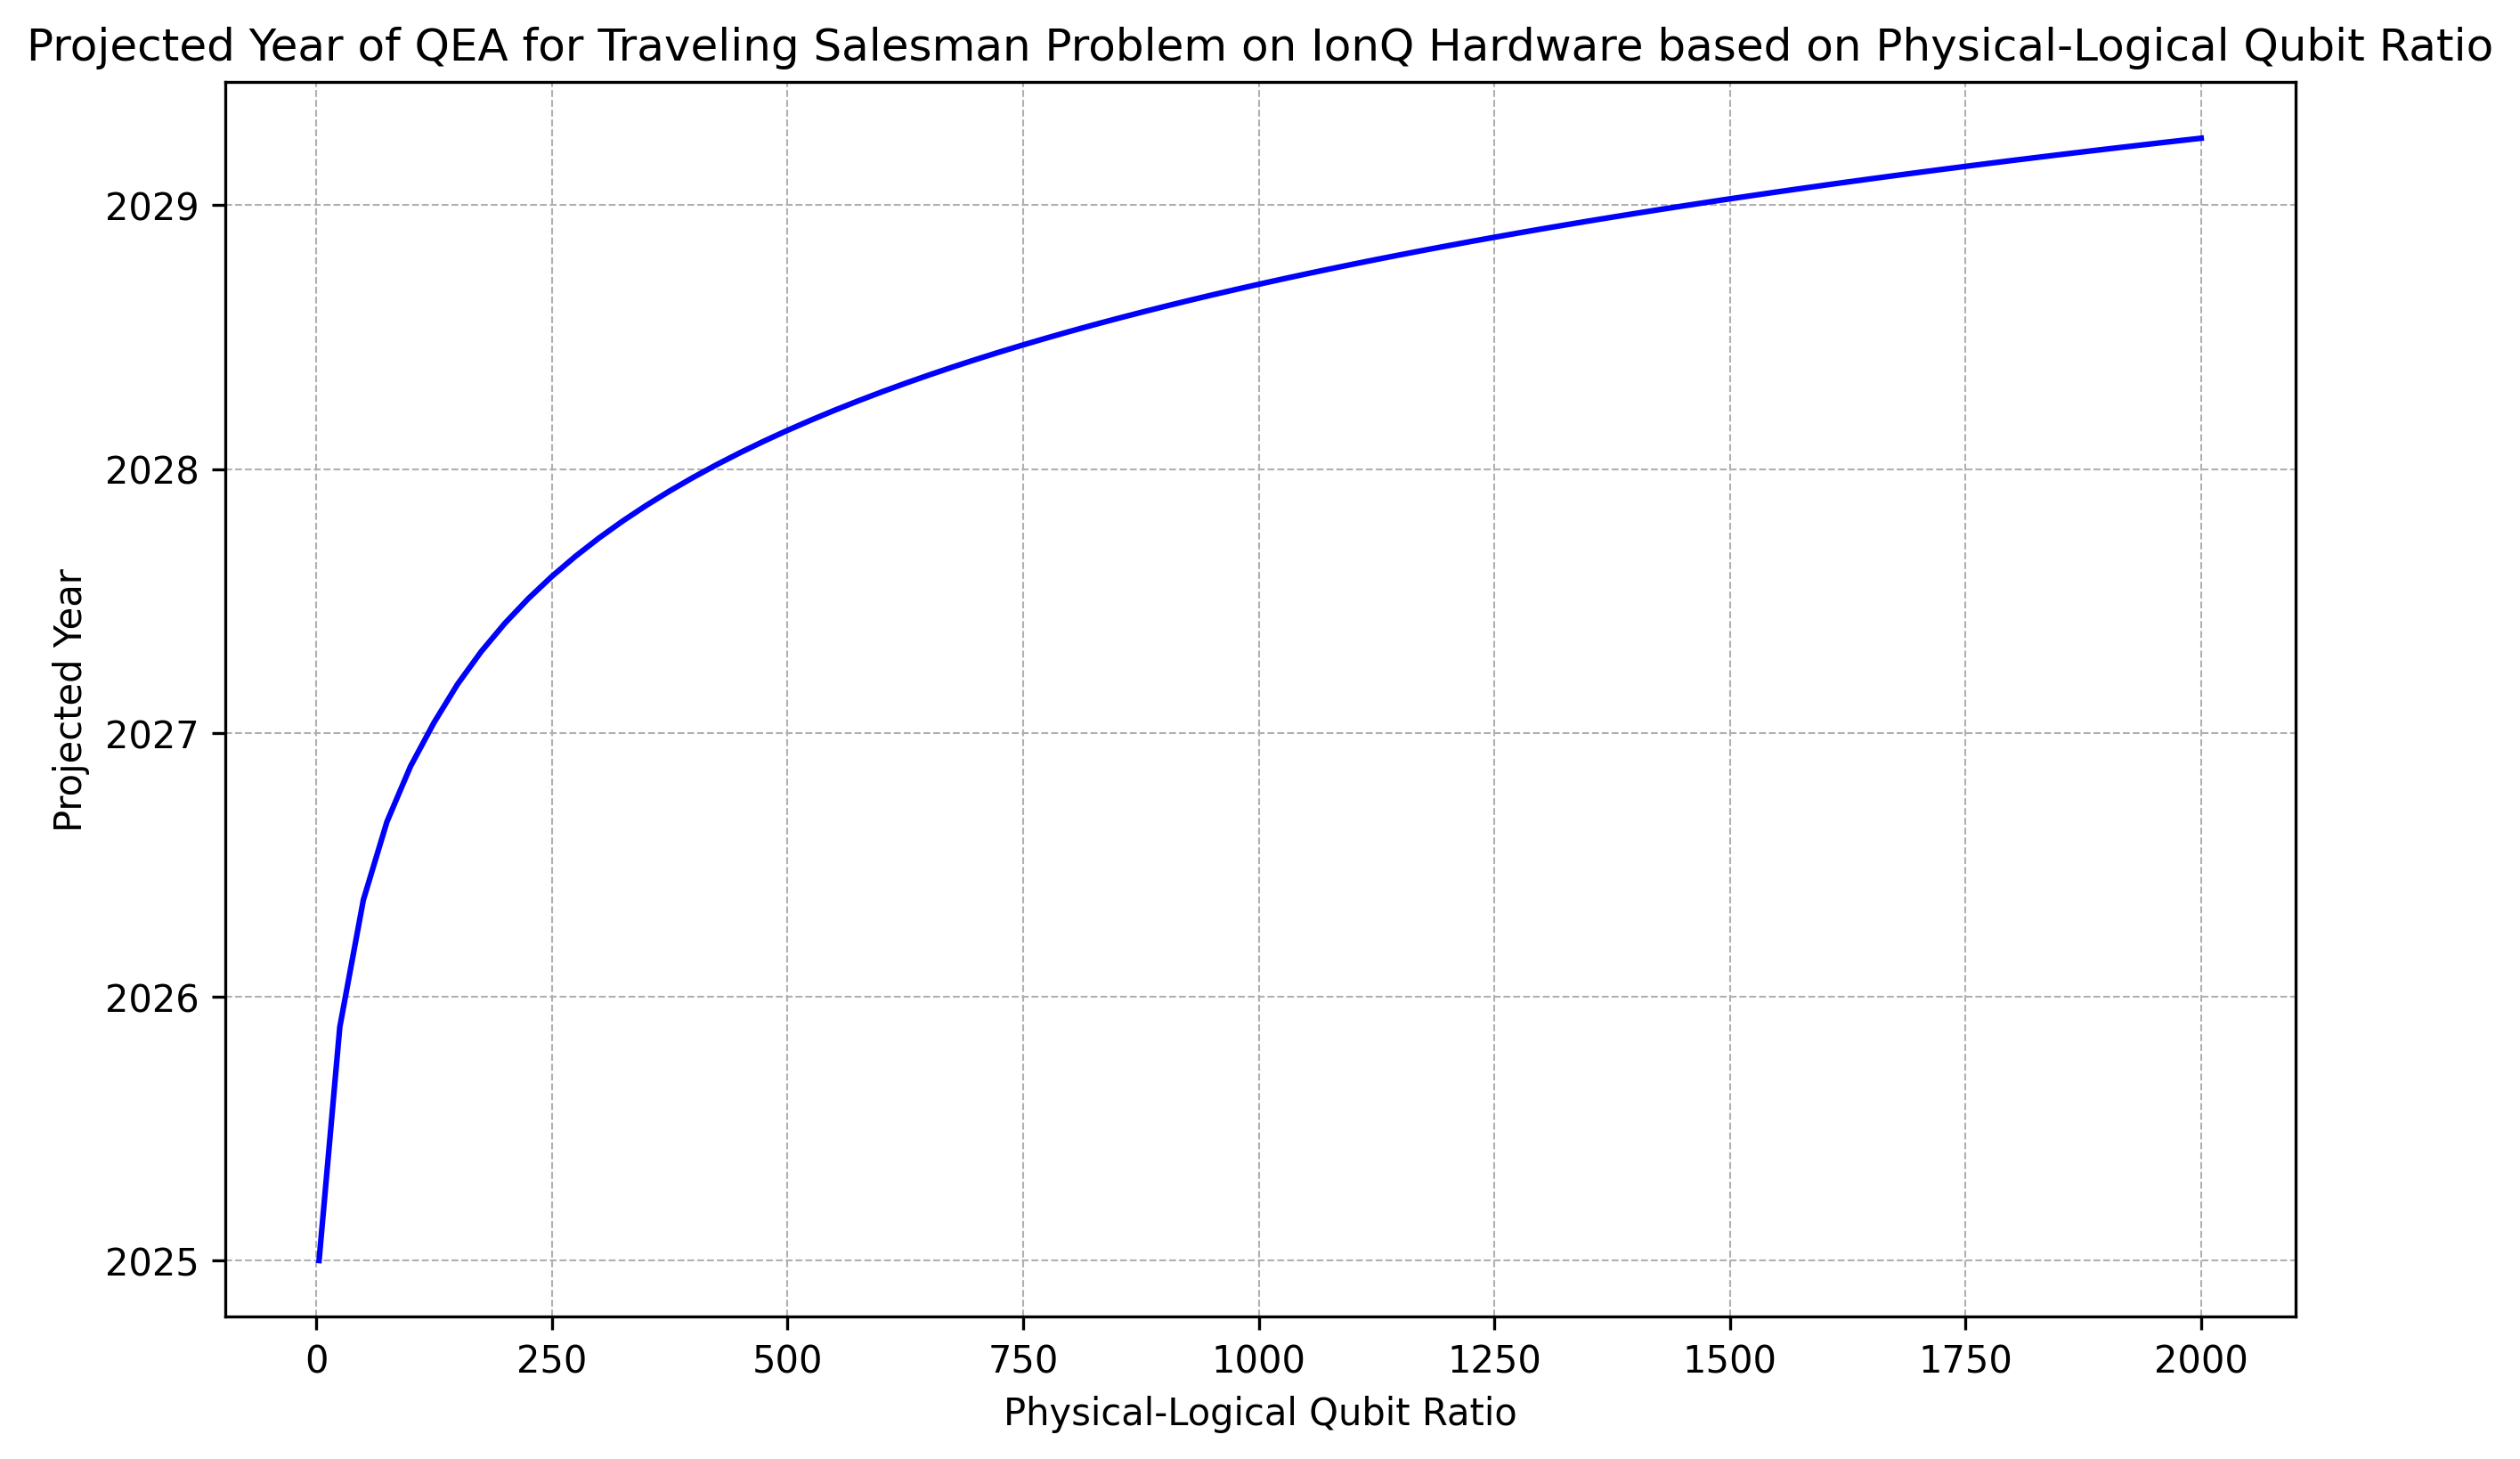 Projected Year of QEA for Traveling Salesman Problem on IonQ Hardware based on Physical-Logical Qubit Ratio
Projected Year
2029
2028
2027
2026
2025
0 250 500 750 1000 1250 1500 1750 2000
Physical-Logical Qubit Ratio